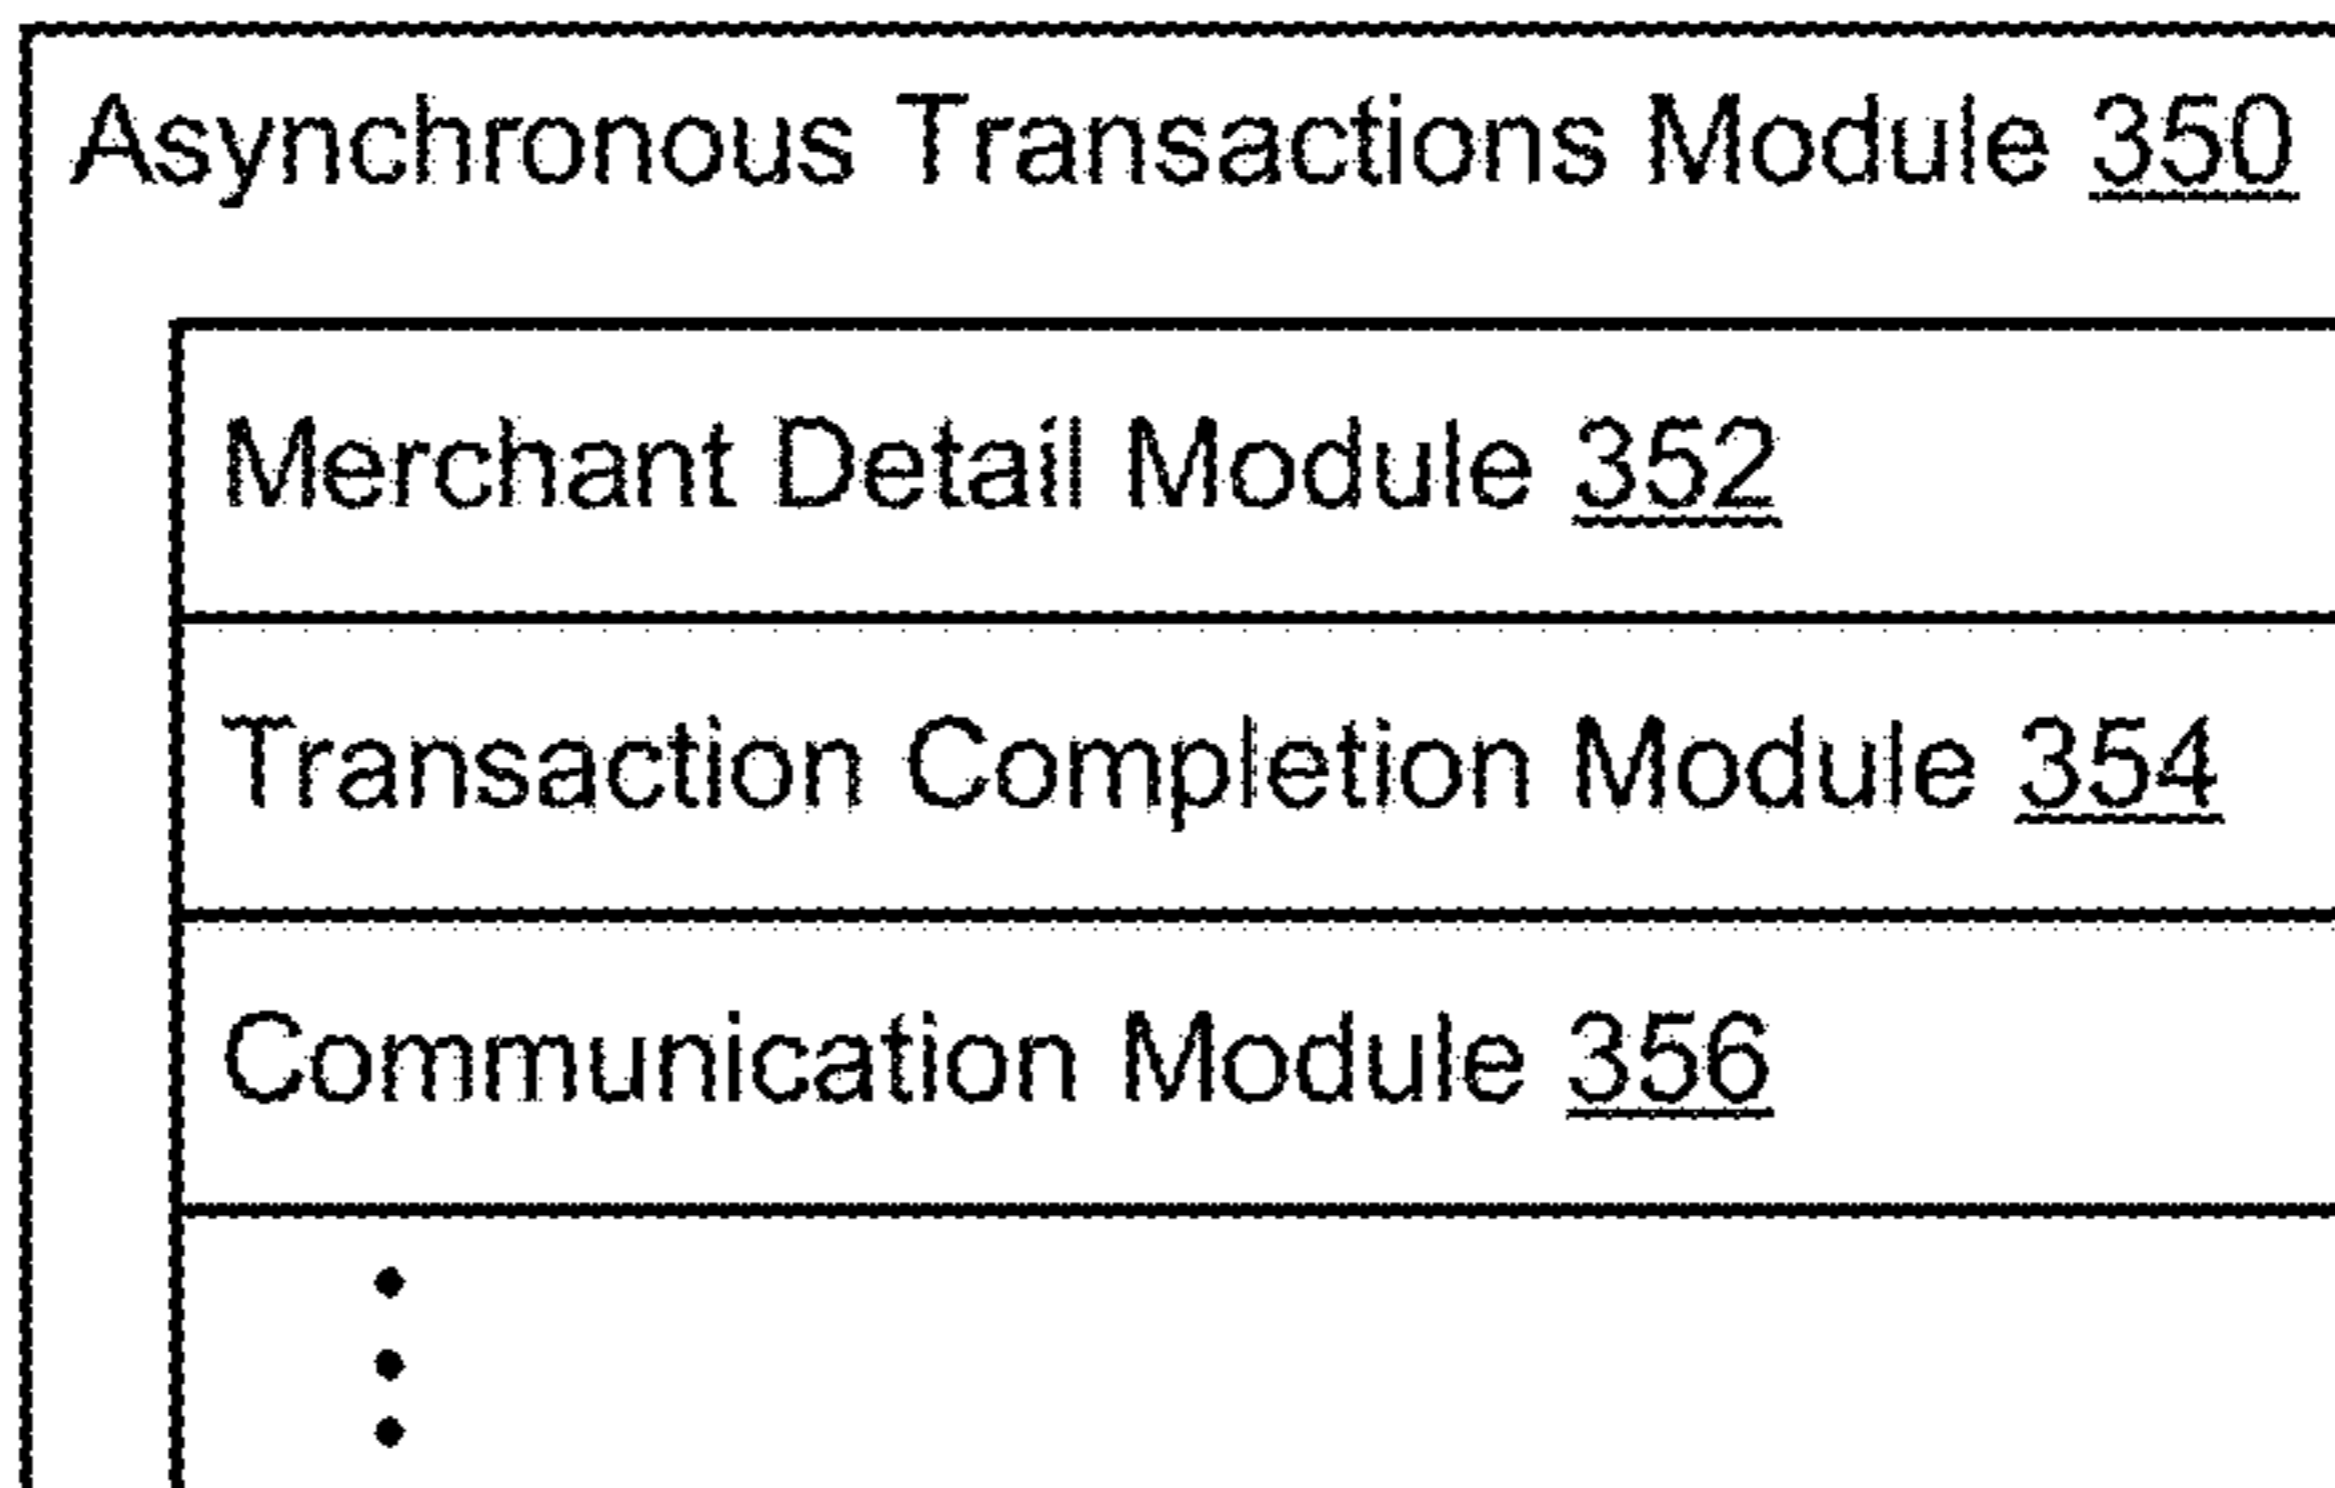 Asynchronous Transactions Module 350
Merchant Detail Module 352
Transaction Completion Module 354
Communication Module 356